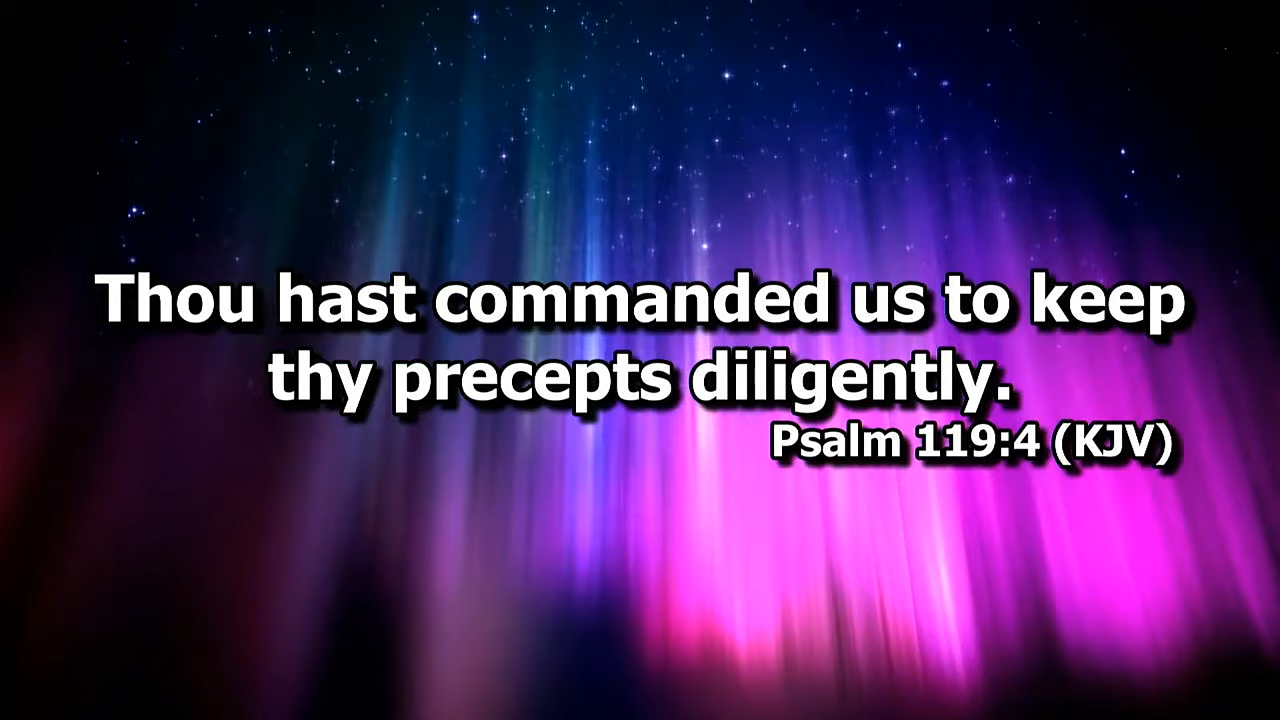 Thou hast commanded us to keep
thy precepts diligently.
Psalm 119:4 (KJV)